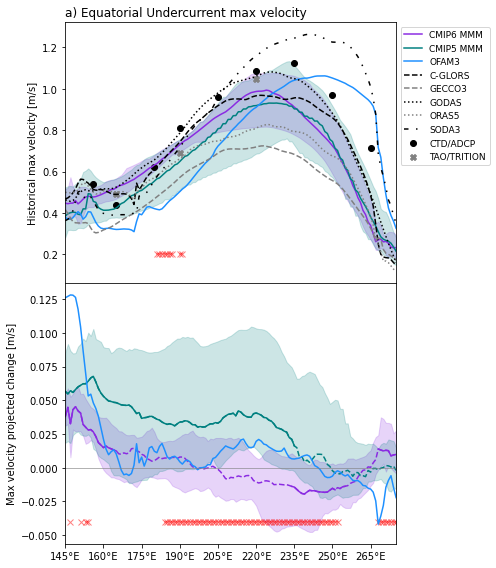 a) Equatorial Undercurrent max velocity
Historical max velocity [m/s]
1.2
1.0
0.8
0.6
0.4
0.2
CMIP6 MMM
CMIP5 MMM
OFAM3
C-GLORS
GECCO3
GODAS
ORAS5
SODA3
CTD/ADCP
TAO/TRITION
Max velocity projected change [m/s]
0.125
0.100
0.075
0.050
0.025
0.000
−0.025
−0.050
145°E 160°E 175°E 190°E 205°E 220°E 235°E 250°E 265°E